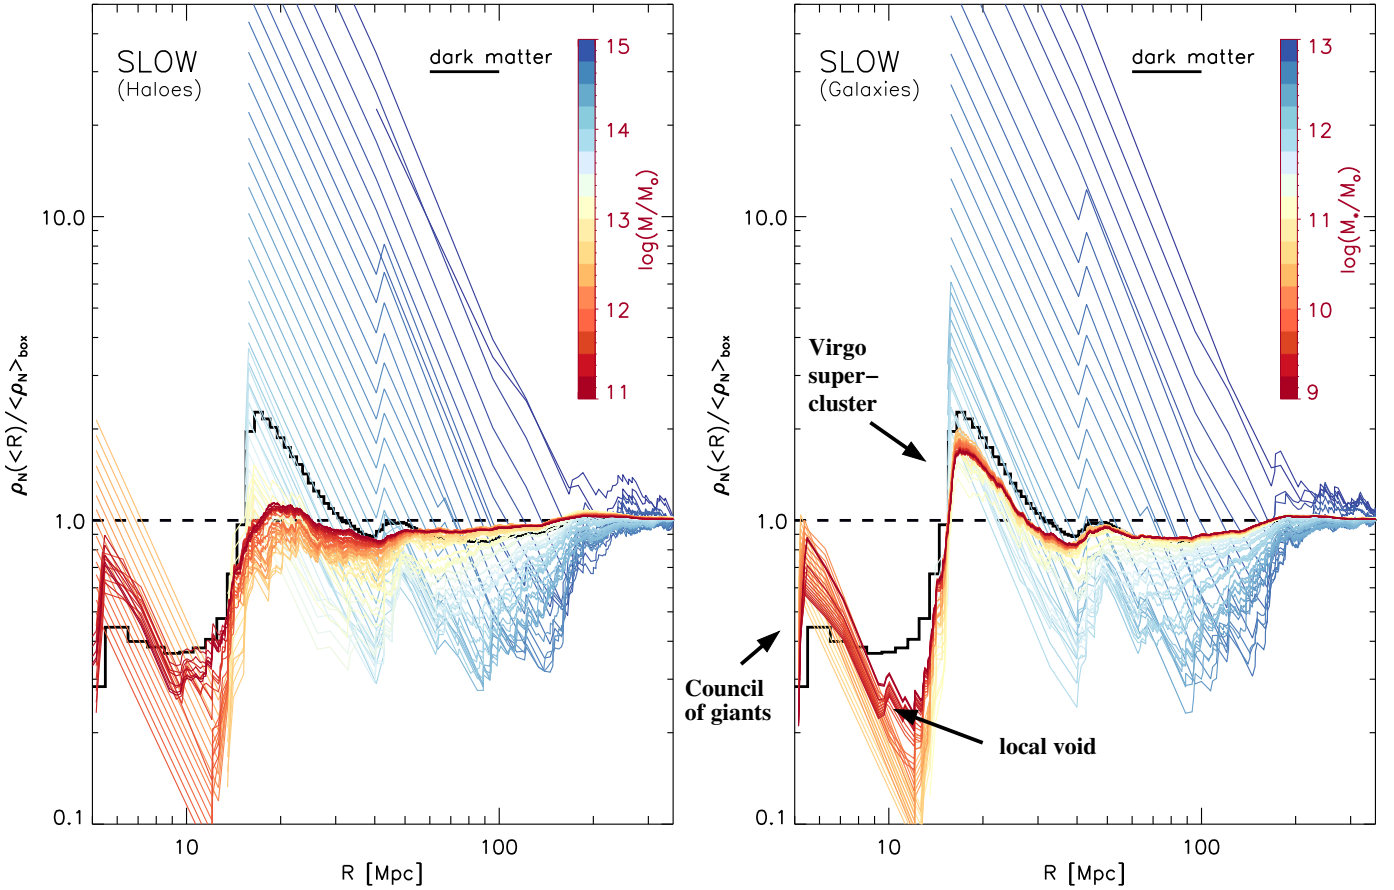 SLOW
(Haloes)
dark matter
15
14
13
12
11
log(M/M⊙)
10.0
1.0
0.1
ρN(<R)/<ρN>box
10
100
R [Mpc]
SLOW
(Galaxies)
dark matter
13
12
11
10
9
log(M*/M⊙)
10.0
1.0
0.1
ρN(<R)/<ρN>box
Virgo
super-
cluster
Council
of giants
local void
10
100
R [Mpc]